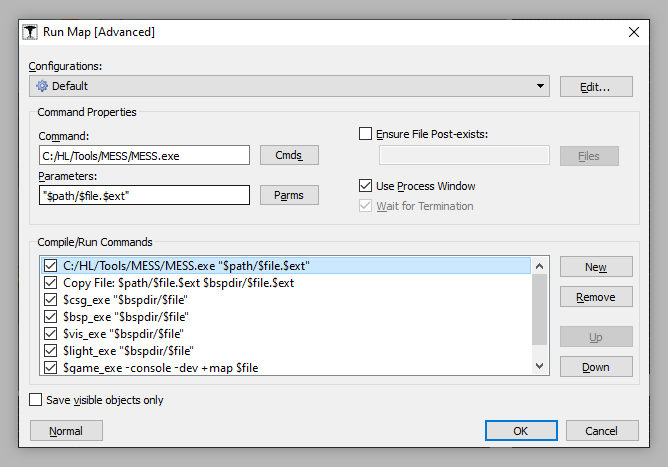 Run Map [Advanced]
Configurations:
Default
Edit...
Command Properties
Command:
C:/HL/Tools/MESS/MESS.exe
Cmds
Ensure File Post-exists:
Files
Parameters:
"$path/$file.$ext"
Parms
Use Process Window
Wait for Termination
Compile/Run Commands
C:/HL/Tools/MESS/MESS.exe "$path/$file.$ext"
Copy File: $path/$file.$ext $bspdir/$file.$ext
$csg_exe "$bspdir/$file"
$bsp_exe "$bspdir/$file"
$vis_exe "$bspdir/$file"
$light_exe "$bspdir/$file"
$game_exe -console -dev +map $file
New
Remove
Up
Down
Save visible objects only
Normal
OK
Cancel